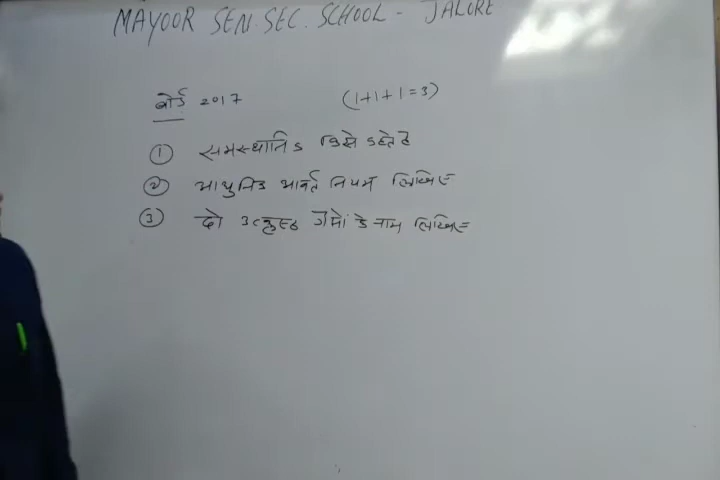 MAYOOR SEN. SEC. SCHOOL - JALORE
बोर्ड 2017 (1+1+1=3)
① समस्थानिक किसे कहते है
② आधुनिक आवर्त नियम लिखिए
③ दो उत्कृष्ठ गैसों के नाम लिखिए